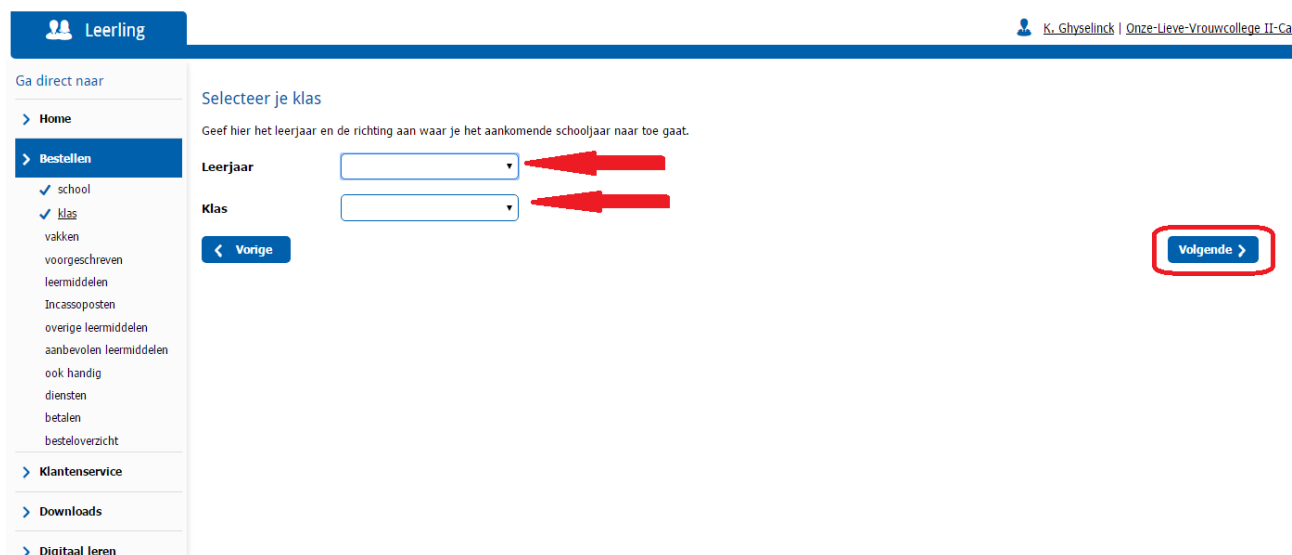 Leerling
K. Ghyselinck | Onze-Lieve-Vrouwcollege II-Ca
Ga direct naar
Home
Bestellen
school
klas
vakken
voorgeschreven
leermiddelen
Incassoposten
overige leermiddelen
aanbevolen leermiddelen
ook handig
diensten
betalen
besteloverzicht
Klantenservice
Downloads
Digitaal leren
Selecteer je klas
Geef hier het leerjaar en de richting aan waar je het aankomende schooljaar naar toe gaat.
Leerjaar
Klas
Vorige
Volgende